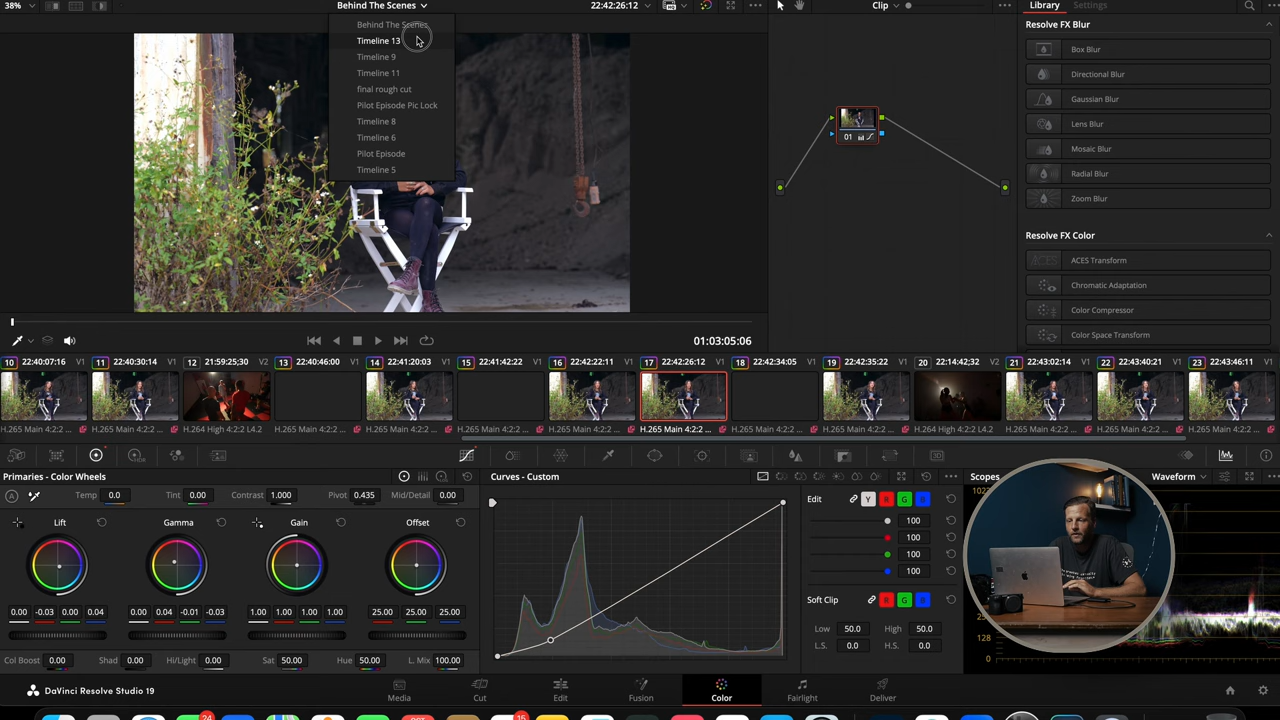 38%
Behind The Scenes
22:42:26:12
Clip
Library
Settings
Behind The Scenes
Timeline 13
Timeline 9
Timeline 11
final rough cut
Pilot Episode Pic Lock
Timeline 8
Timeline 6
Pilot Episode
Timeline 5
01
Resolve FX Blur
Box Blur
Directional Blur
Gaussian Blur
Lens Blur
Mosaic Blur
Radial Blur
Zoom Blur
Resolve FX Color
ACES Transform
Chromatic Adaptation
Color Compressor
Color Space Transform
01:03:05:06
10 22:40:07:16 V1 11 22:40:30:14 V1 12 21:59:25:30 V2 13 22:40:46:00 V1 14 22:41:20:03 V1 15 22:41:42:22 V1 16 22:42:22:11 V1 17 22:42:26:12 V1 18 22:42:34:05 V1 19 22:42:35:22 V1 20 22:14:42:32 V1 21 22:43:02:14 V1 22 22:43:40:21 V1 23 22:43:46:11 V1
H.265 Main 4:2:2 ... H.265 Main 4:2:2 ... H.264 High 4:2:2 L4.2 H.265 Main 4:2:2 ... H.265 Main 4:2:2 ... H.265 Main 4:2:2 ... H.265 Main 4:2:2 ... H.265 Main 4:2:2 ... H.265 Main 4:2:2 ... H.265 Main 4:2:2 ... H.264 High 4:2:2 L4.2 H.265 Main 4:2:2 ... H.265 Main 4:2:2 ... H.265 Main 4:2:2 ...
Primaries - Color Wheels
Temp 0.0 Tint 0.00 Contrast 1.000 Pivot 0.435 Mid/Detail 0.00
Lift Gamma Gain Offset
0.00 -0.03 0.00 0.04 0.00 0.04 -0.01 -0.03 1.00 1.00 1.00 1.00 25.00 25.00 25.00
Col Boost 0.00 Shad 0.00 Hi/Light 0.00 Sat 50.00 Hue 50.00 L. Mix 100.00
Curves - Custom
Edit Y R G B
100
100
100
100
Soft Clip R G B
Low 50.0 High 50.0
L.S. 0.0 H.S. 0.0
Scopes
Waveform
128
0
DaVinci Resolve Studio 19
Media Cut Edit Fusion Color Fairlight Deliver
24
OCT
15